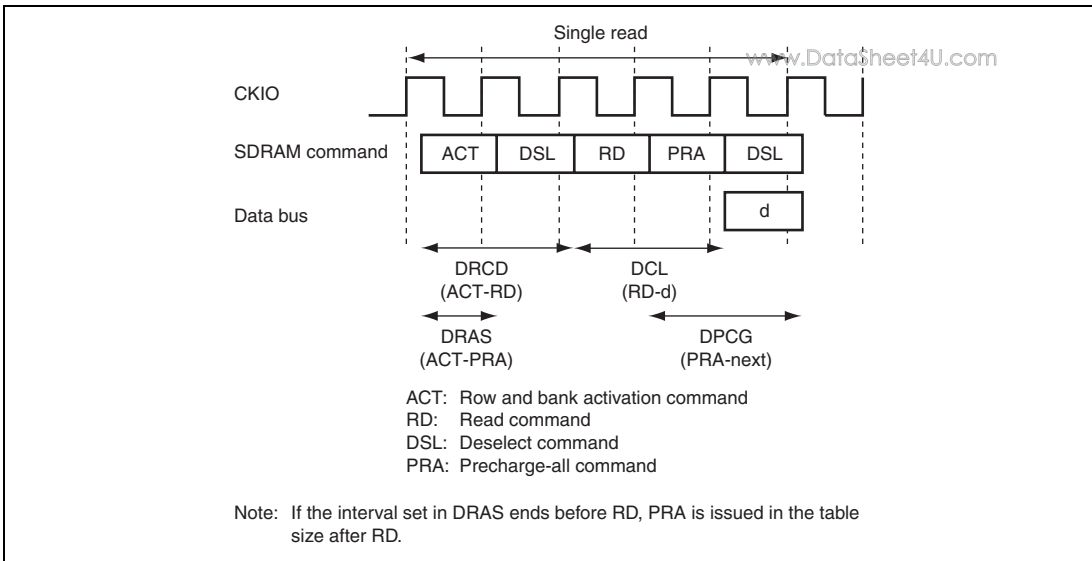 Single read
www.DataSheet4U.com
CKIO
SDRAM command
ACT DSL RD PRA DSL
Data bus
d
DRCD DCL
(ACT-RD) (RD-d)
DRAS DPCG
(ACT-PRA) (PRA-next)
ACT: Row and bank activation command
RD: Read command
DSL: Deselect command
PRA: Precharge-all command
Note: If the interval set in DRAS ends before RD, PRA is issued in the table
size after RD.